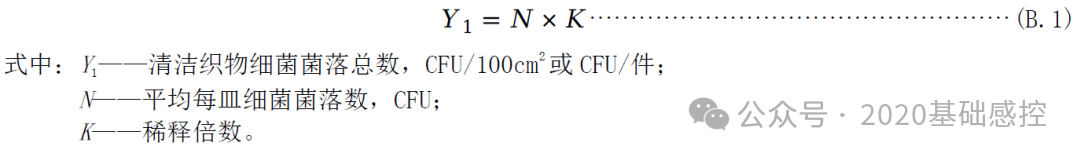 Y₁ = N × K……………………………………………(B.1)
式中：Y₁——清洁织物细菌菌落总数，CFU/100cm²或CFU/件；
N——平均每皿细菌菌落数，CFU；
K——稀释倍数。
公众号 · 2020基础感控